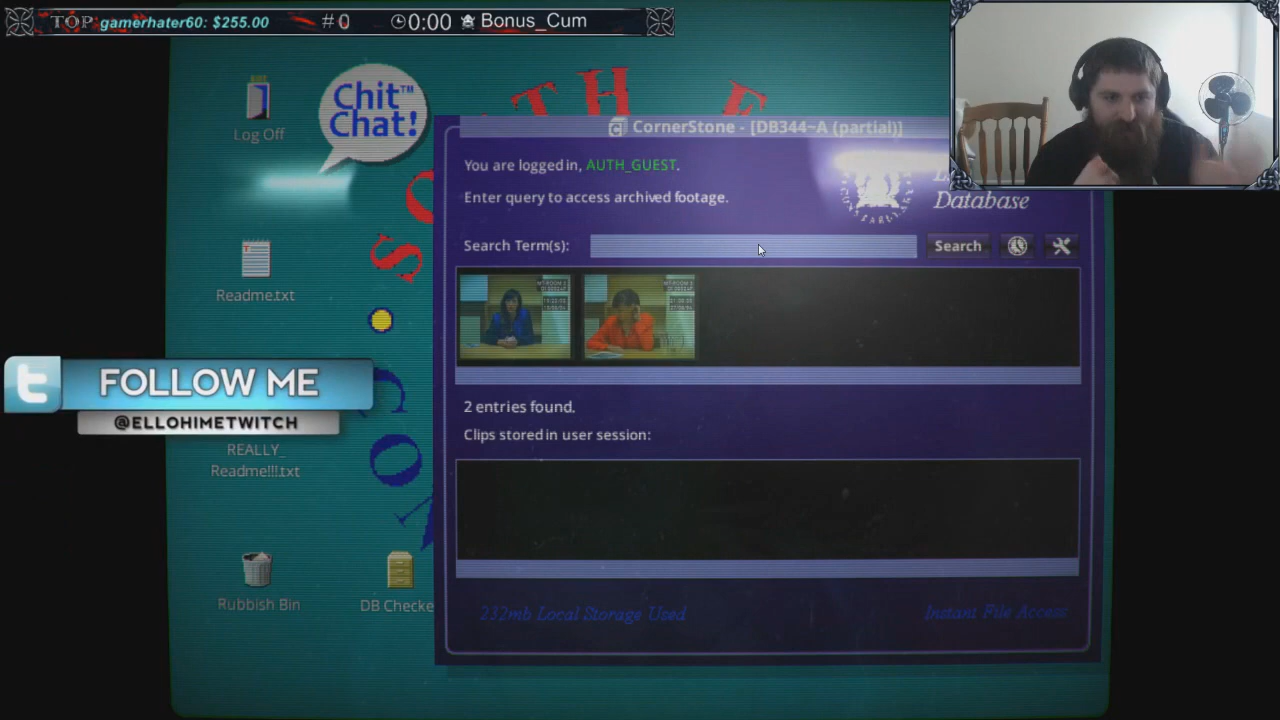 TOP: gamerhater60: $255.00 #0 0:00 Bonus_Cum
Log Off
Chit™
Chat!
THE
CornerStone - [DB344~A (partial)]
You are logged in, AUTH_GUEST.
Enter query to access archived footage.
Database
Search Term(s):
Search
Readme.txt
2 entries found.
Clips stored in user session:
FOLLOW ME
@ELLOHIMETWITCH
REALLY_
Readme!!!.txt
Rubbish Bin
DB Checke
232mb Local Storage Used
Instant File Access